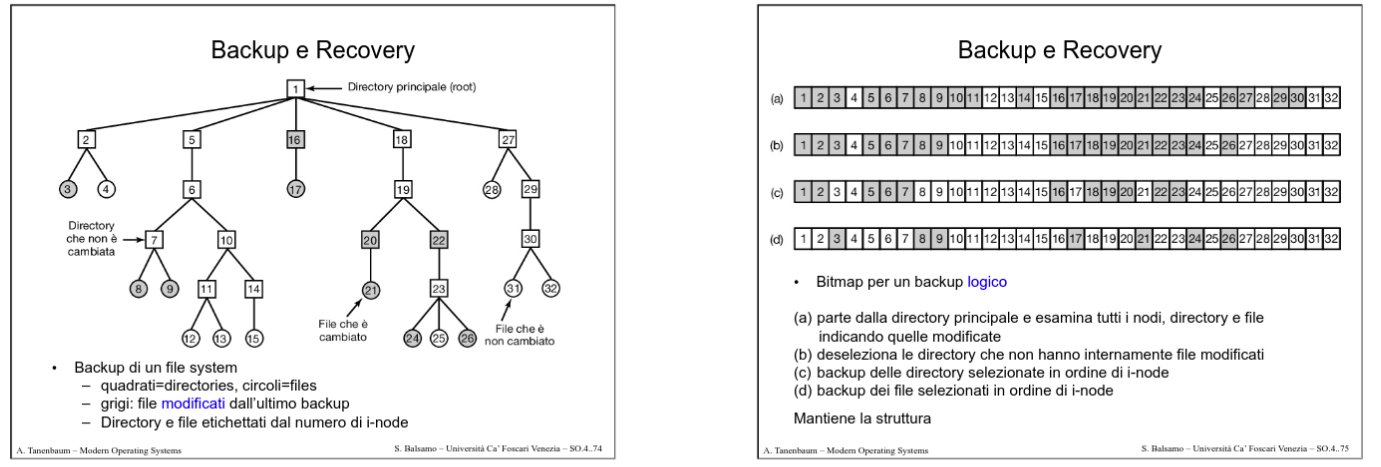 Backup e Recovery
1
Directory principale (root)
2 5 16 18 27
3 4 6 17 19 28 29
Directory
che non è
cambiata
7 10 20 22 30
8 9 11 14 21 23 31 32
File che è
cambiato
File che è
non cambiato
12 13 15 24 25 26
• Backup di un file system
– quadrati=directories, circoli=files
– grigi: file modificati dall'ultimo backup
– Directory e file etichettati dal numero di i-node
A. Tanenbaum – Modern Operating Systems
S. Balsamo – Università Ca' Foscari Venezia – SO.4..74
Backup e Recovery
(a) 1 2 3 4 5 6 7 8 9 10 11 12 13 14 15 16 17 18 19 20 21 22 23 24 25 26 27 28 29 30 31 32
(b) 1 2 3 4 5 6 7 8 9 10 11 12 13 14 15 16 17 18 19 20 21 22 23 24 25 26 27 28 29 30 31 32
(c) 1 2 3 4 5 6 7 8 9 10 11 12 13 14 15 16 17 18 19 20 21 22 23 24 25 26 27 28 29 30 31 32
(d) 1 2 3 4 5 6 7 8 9 10 11 12 13 14 15 16 17 18 19 20 21 22 23 24 25 26 27 28 29 30 31 32
• Bitmap per un backup logico
(a) parte dalla directory principale e esamina tutti i nodi, directory e file
indicando quelle modificate
(b) deseleziona le directory che non hanno internamente file modificati
(c) backup delle directory selezionate in ordine di i-node
(d) backup dei file selezionati in ordine di i-node
Mantiene la struttura
A. Tanenbaum – Modern Operating Systems
S. Balsamo – Università Ca' Foscari Venezia – SO.4..75